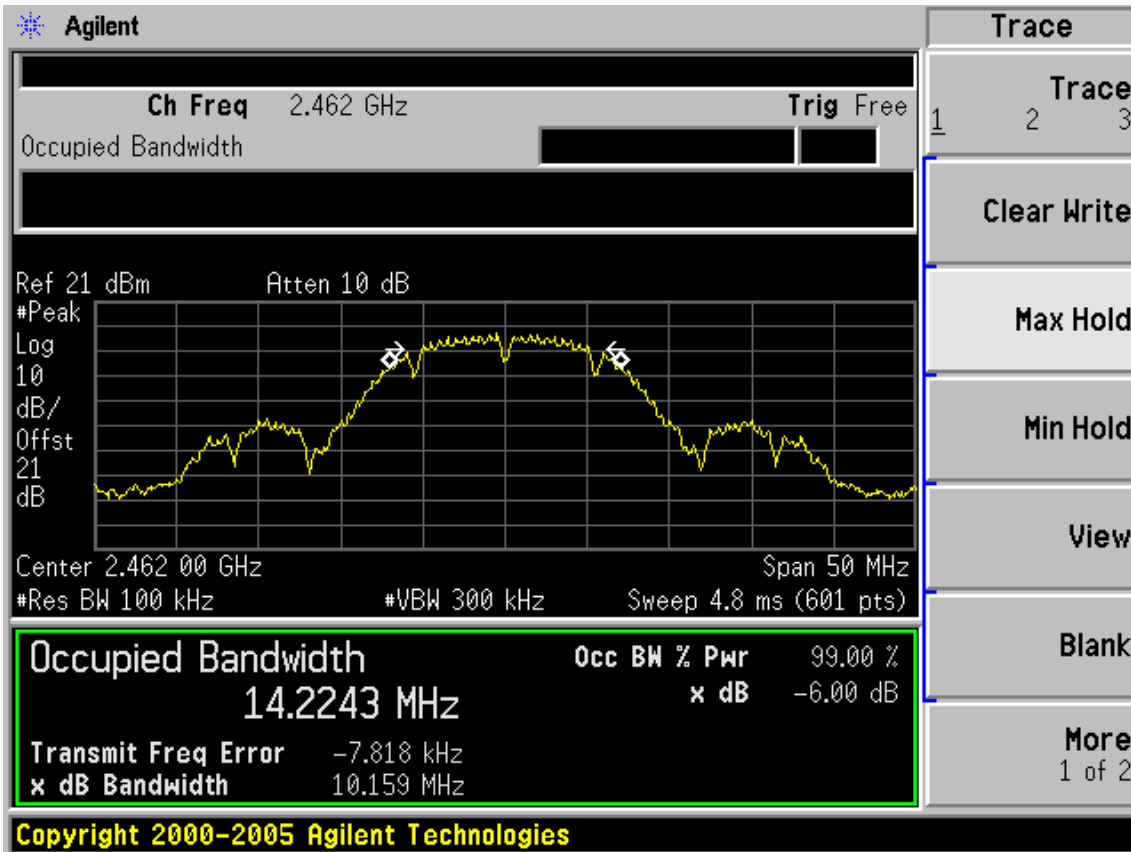 Agilent
Trace
Ch Freq 2.462 GHz Trig Free
Occupied Bandwidth
Trace
1 2 3
Clear Write
Max Hold
Min Hold
View
Blank
More
1 of 2
Ref 21 dBm Atten 10 dB
#Peak
Log
10
dB/
Offst
21
dB
Center 2.462 00 GHz Span 50 MHz
#Res BW 100 kHz #VBW 300 kHz Sweep 4.8 ms (601 pts)
Occupied Bandwidth Occ BW % Pwr 99.00 %
14.2243 MHz x dB -6.00 dB
Transmit Freq Error -7.818 kHz
x dB Bandwidth 10.159 MHz
Copyright 2000-2005 Agilent Technologies